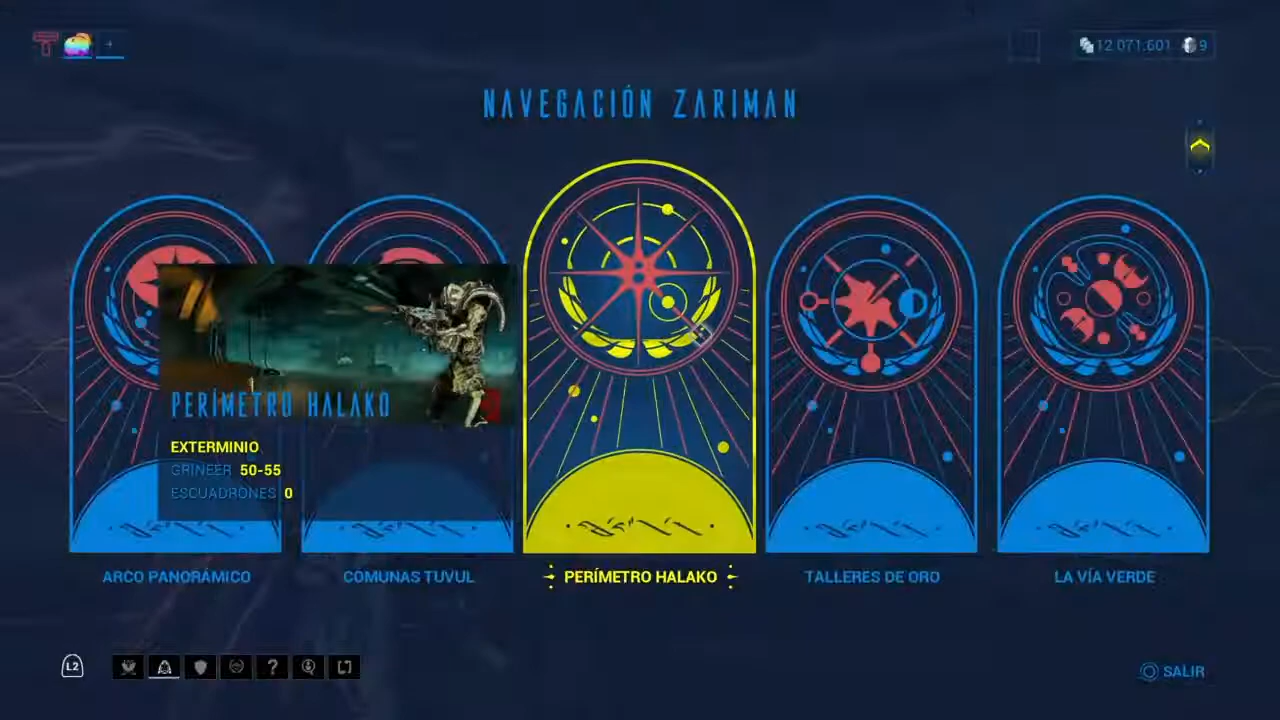 12.071.601 9
NAVEGACIÓN ZARIMAN
PERÍMETRO HALAKO
EXTERMINIO
GRINEER 50-55
ESCUADRONES 0
ARCO PANORÁMICO
COMUNAS TUVUL
PERÍMETRO HALAKO
TALLERES DE ORO
LA VÍA VERDE
L2
?
SALIR